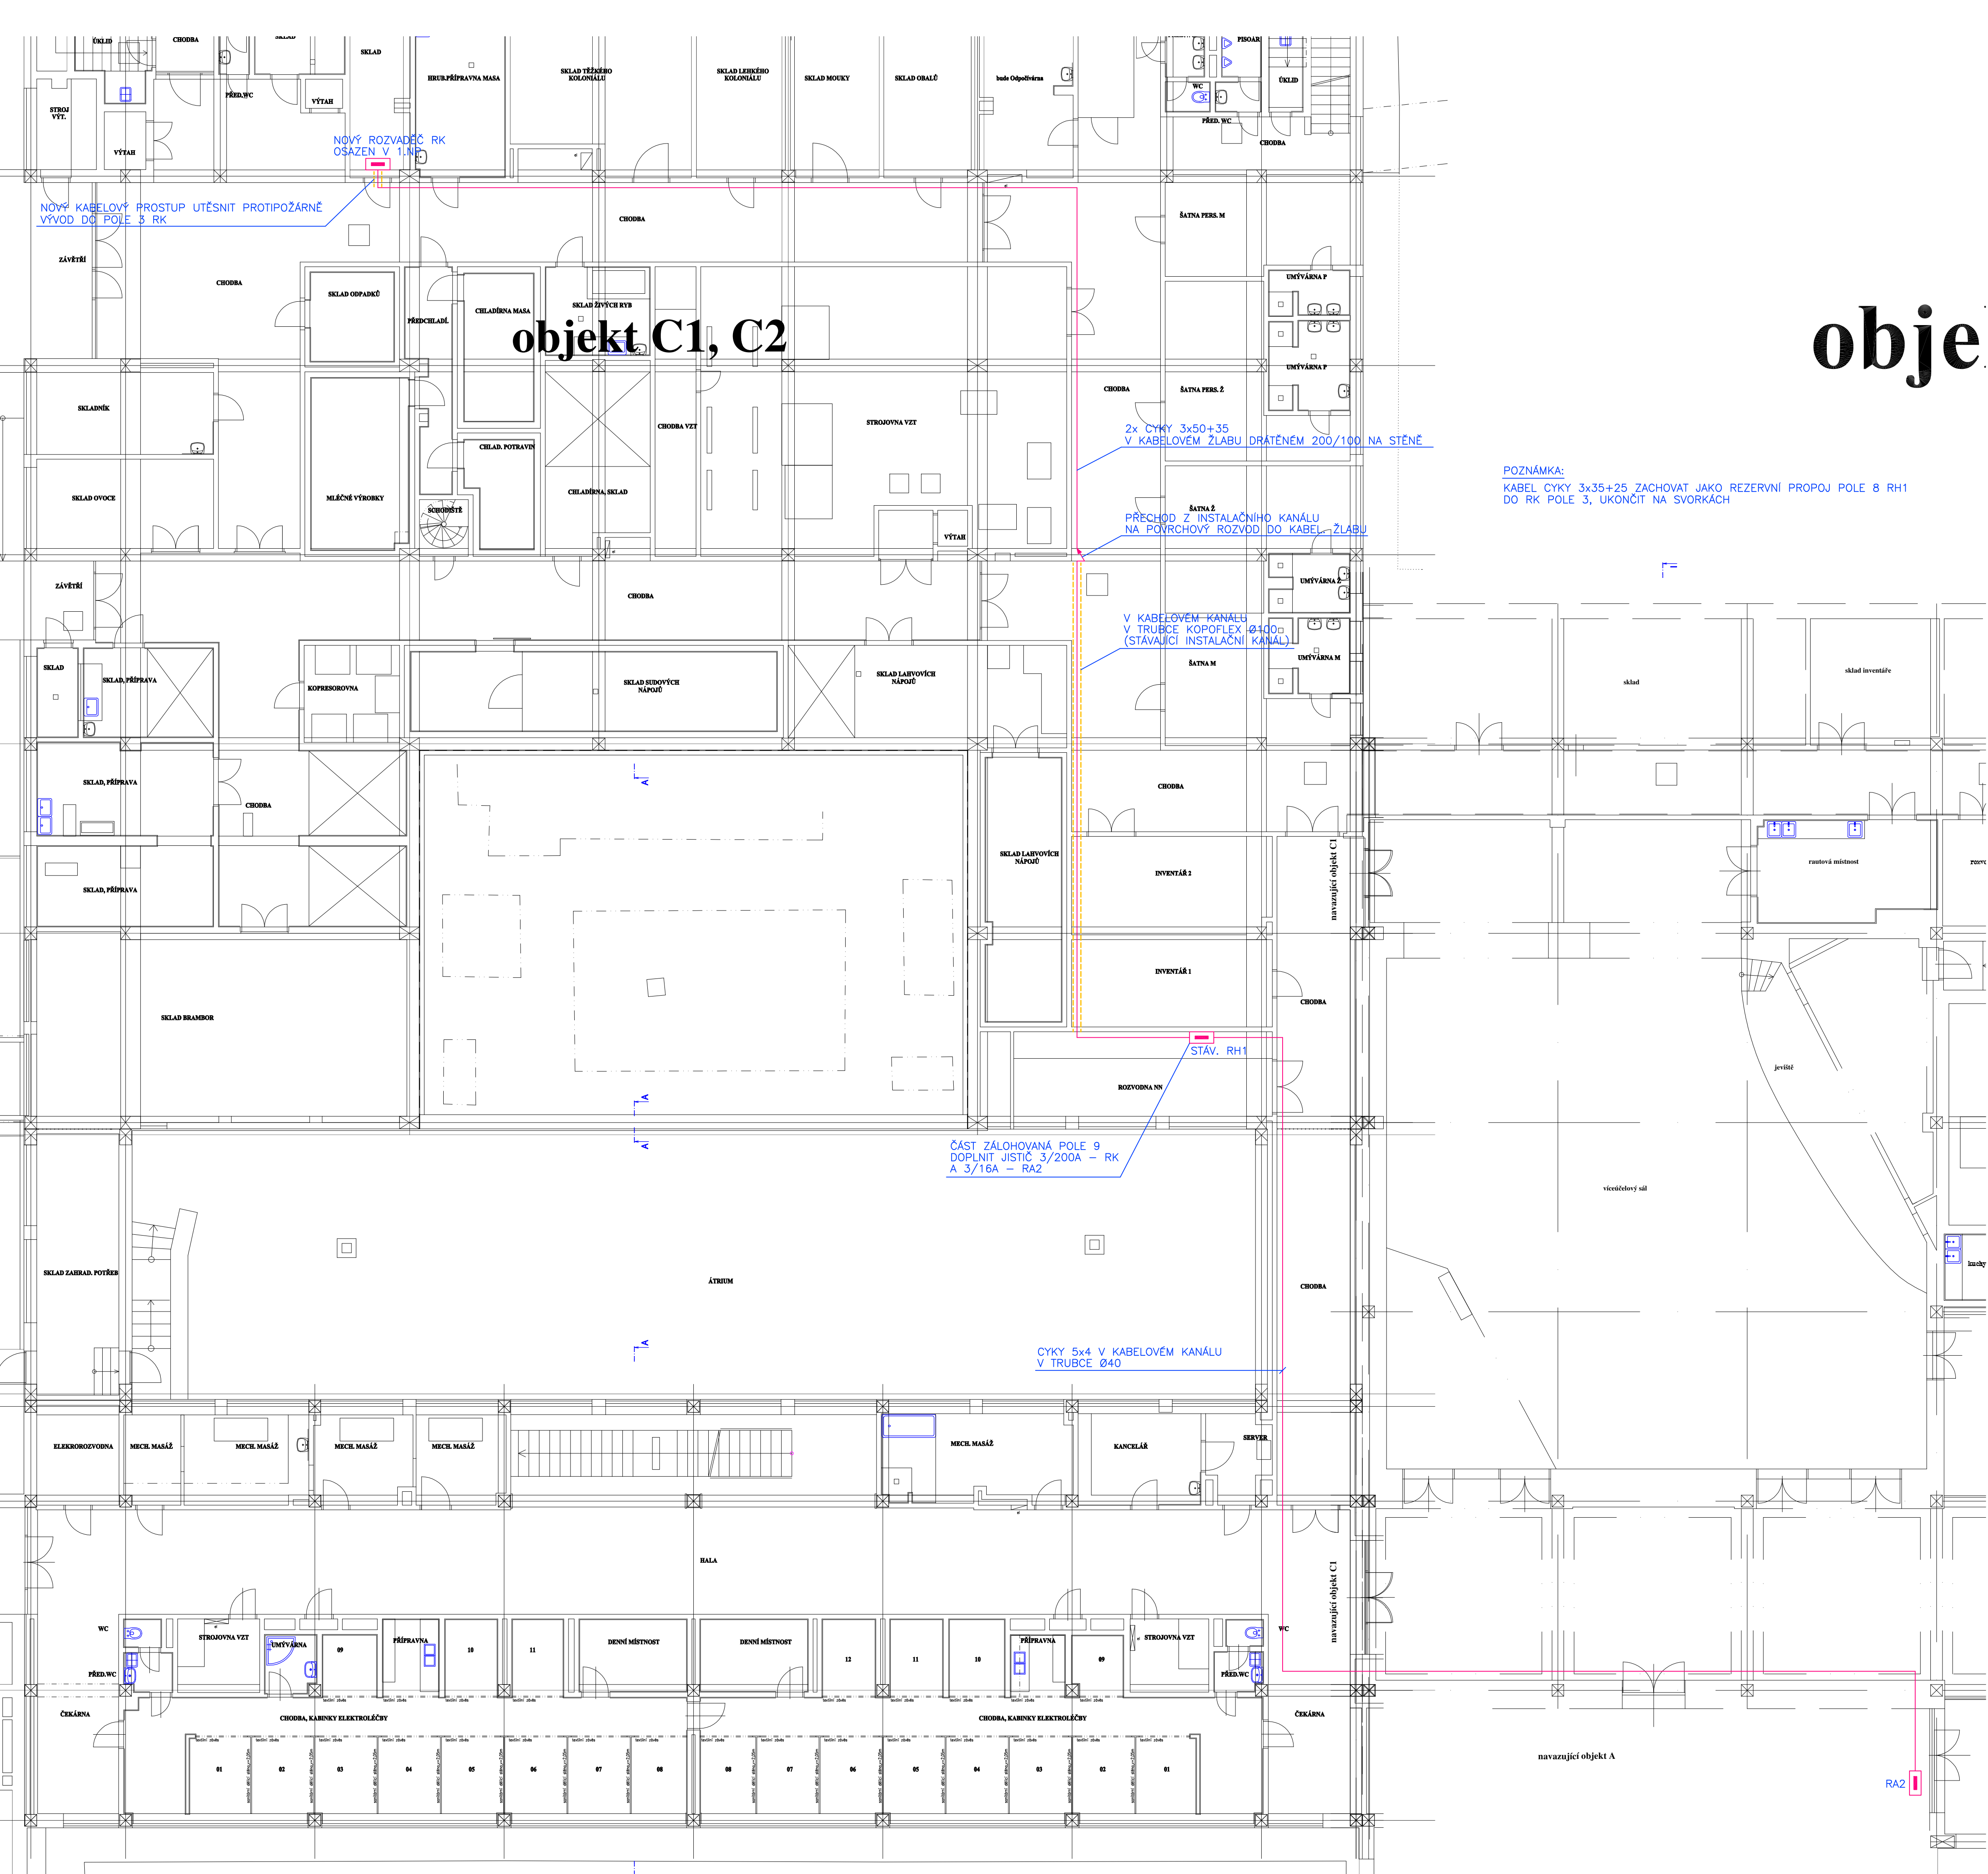 ÚKLID
CHODBA
SKLAD
SKLAD
HRUB.PŘÍPRAVNA MASA
SKLAD TĚŽKÉHO
KOLONIÁLU
SKLAD LEHKÉHO
KOLONIÁLU
SKLAD MOUKY
SKLAD OBALŮ
bude Odpočívárna
PISOÁR
WC
ÚKLID
STROJ
VÝT.
PŘED.WC
VÝTAH
VÝTAH
PŘED. WC
CHODBA
NOVÝ ROZVADĚČ RK
OSAZEN V 1.NP
NOVÝ KABELOVÝ PROSTUP UTĚSNIT PROTIPOŽÁRNĚ
VÝVOD DO POLE 3 RK
CHODBA
ŠATNA PERS. M
ZÁVĚTŘÍ
CHODBA
SKLAD ODPADKŮ
PŘEDCHLADÍ.
CHLADÍRNA MASA
SKLAD ŽIVÝCH RYB
UMÝVÁRNA P
objekt C1, C2
obje
UMÝVÁRNA P
SKLADNÍK
CHODBA VZT
STROJOVNA VZT
CHODBA
ŠATNA PERS. Ž
2x CYKY 3x50+35
V KABELOVÉM ŽLABU DRÁTĚNÉM 200/100 NA STĚNĚ
CHLAD. POTRAVIN
POZNÁMKA:
KABEL CYKY 3x35+25 ZACHOVAT JAKO REZERVNÍ PROPOJ POLE 8 RH1
DO RK POLE 3, UKONČIT NA SVORKÁCH
SKLAD OVOCE
MLÉČNÉ VÝROBKY
CHLADÍRNA, SKLAD
SCHODIŠTĚ
ŠATNA Ž
PŘECHOD Z INSTALAČNÍHO KANÁLU
NA POVRCHOVÝ ROZVOD DO KABEL. ŽLABU
VÝTAH
ZÁVĚTŘÍ
CHODBA
UMÝVÁRNA Ž
V KABELOVÉM KANÁLU
V TRUBCE KOPOFLEX Ø100
(STÁVAJÍCÍ INSTALAČNÍ KANÁL)
SKLAD
SKLAD, PŘÍPRAVA
KOPRESOROVNA
SKLAD SUDOVÝCH
NÁPOJŮ
SKLAD LAHVOVÍCH
NÁPOJŮ
ŠATNA M
UMÝVÁRNA M
sklad
sklad inventáře
SKLAD, PŘÍPRAVA
CHODBA
A
CHODBA
SKLAD LAHVOVÍCH
NÁPOJŮ
INVENTÁŘ 2
navazující objekt C1
rautová místnost
rozvo
SKLAD, PŘÍPRAVA
INVENTÁŘ 1
CHODBA
SKLAD BRAMBOR
STÁV. RH1
jeviště
ROZVODNA NN
A
A
ČÁST ZÁLOHOVANÁ POLE 9
DOPLNIT JISTIČ 3/200A – RK
A 3/16A – RA2
víceúčelový sál
SKLAD ZAHRAD. POTŘEB
ÁTRIUM
CHODBA
kuchy
A
CYKY 5x4 V KABELOVÉM KANÁLU
V TRUBCE Ø40
ELEKROROZVODNA
MECH. MASÁŽ
MECH. MASÁŽ
MECH. MASÁŽ
MECH. MASÁŽ
MECH. MASÁŽ
KANCELÁŘ
SERVER
HALA
navazující objekt C1
WC
STROJOVNA VZT
UMÝVÁRNA
09
PŘÍPRAVNA
10
11
DENNÍ MÍSTNOST
DENNÍ MÍSTNOST
12
11
10
PŘÍPRAVNA
09
STROJOVNA VZT
WC
PŘED.WC
PŘED.WC
ČEKÁRNA
CHODBA, KABINKY ELEKTROLÉČBY
CHODBA, KABINKY ELEKTROLÉČBY
ČEKÁRNA
01
02
03
04
05
06
07
08
08
07
06
05
04
03
02
01
navazující objekt A
RA2